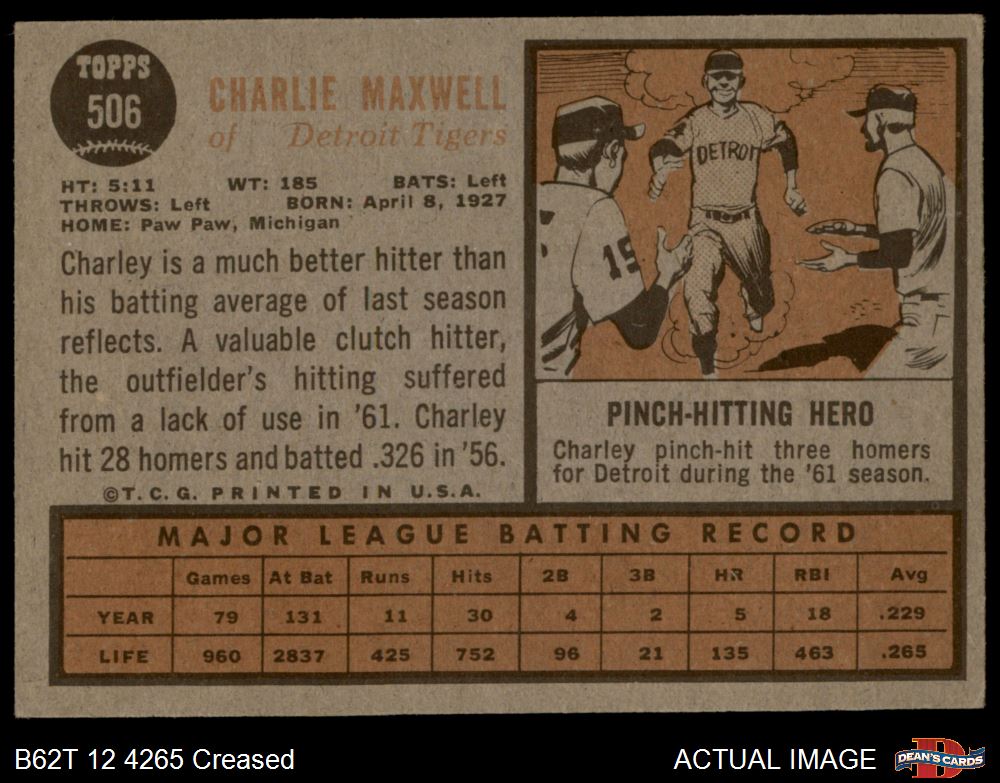 TOPPS
506
CHARLIE MAXWELL
of Detroit Tigers
HT: 5:11 WT: 185 BATS: Left
THROWS: Left BORN: April 8, 1927
HOME: Paw Paw, Michigan
Charley is a much better hitter than
his batting average of last season
reflects. A valuable clutch hitter,
the outfielder's hitting suffered
from a lack of use in '61. Charley
hit 28 homers and batted .326 in '56.
©T.C.G. PRINTED IN U.S.A.
DETROIT
15
PINCH-HITTING HERO
Charley pinch-hit three homers
for Detroit during the '61 season.
MAJOR LEAGUE BATTING RECORD
Games At Bat Runs Hits 2B 3B HR RBI Avg
YEAR 79 131 11 30 4 2 5 18 .229
LIFE 960 2837 425 752 96 21 135 463 .265
B62T 12 4265 Creased
ACTUAL IMAGE
D
DEAN'S CARDS